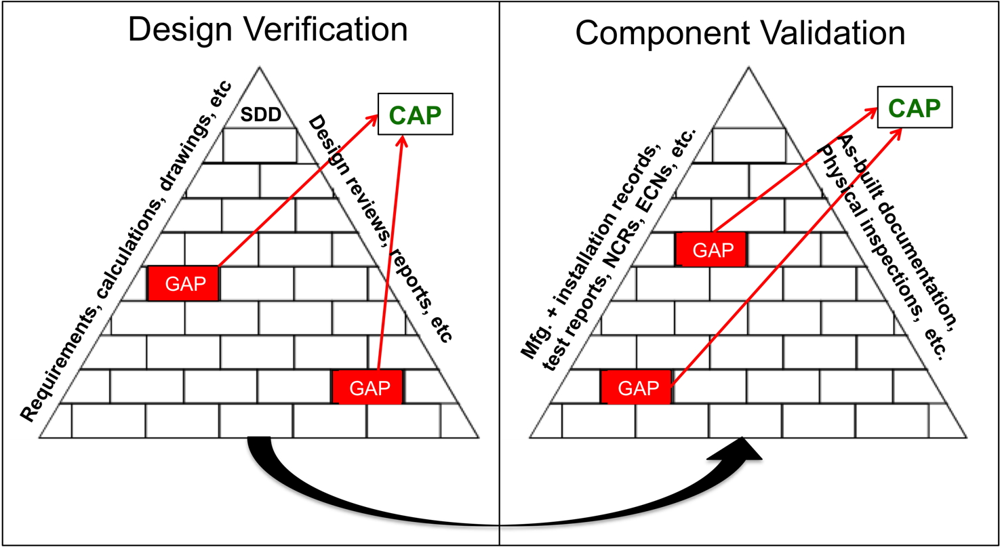 Design Verification
Requirements, calculations, drawings, etc
SDD
Design reviews, reports, etc
CAP
GAP
GAP
Component Validation
Mfg. + installation records,
test reports, NCRs, ECNs, etc.
As-built documentation,
Physical inspections, etc.
CAP
GAP
GAP